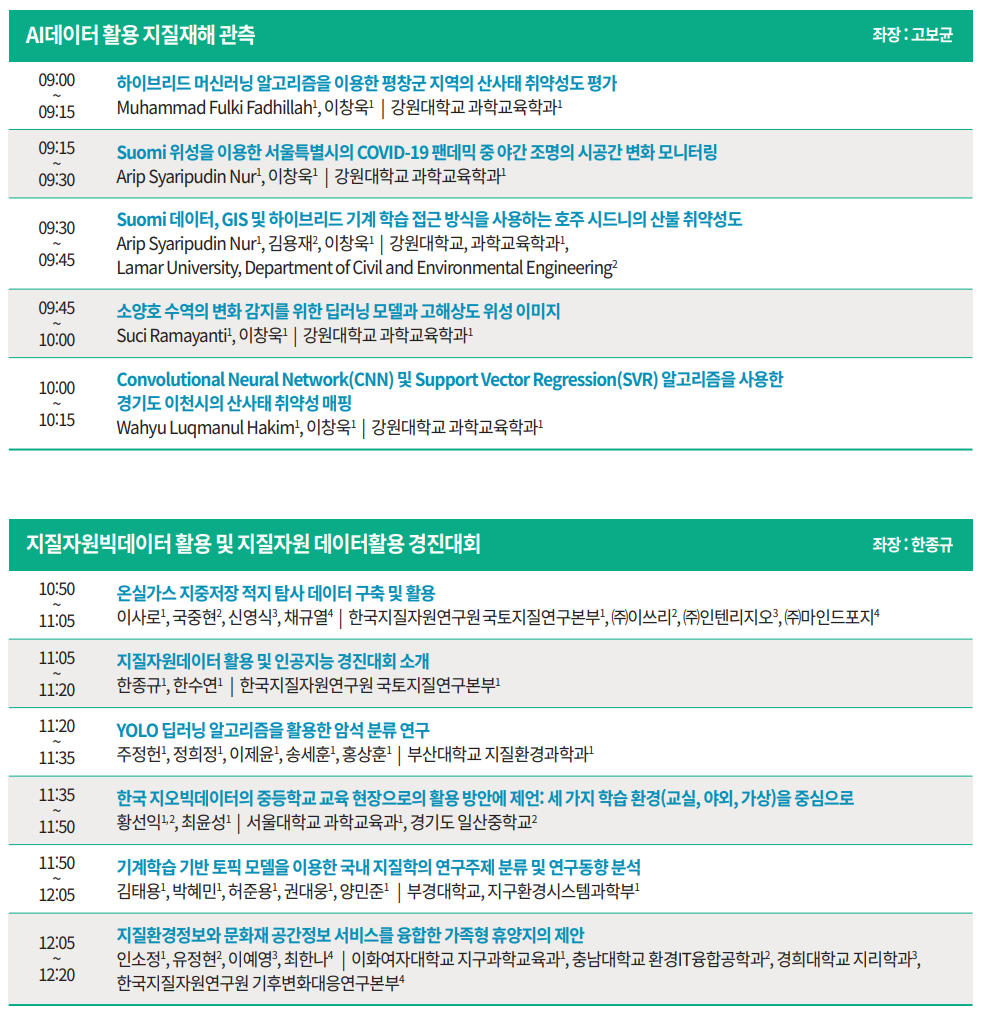 AI데이터 활용 지질재해 관측
좌장 : 고보균
09:00
~
09:15
하이브리드 머신러닝 알고리즘을 이용한 평창군 지역의 산사태 취약성도 평가
Muhammad Fulki Fadhillah¹, 이창욱¹ | 강원대학교 과학교육학과¹
09:15
~
09:30
Suomi 위성을 이용한 서울특별시의 COVID-19 팬데믹 중 야간 조명의 시공간 변화 모니터링
Arip Syaripudin Nur¹, 이창욱¹ | 강원대학교 과학교육학과¹
09:30
~
09:45
Suomi 데이터, GIS 및 하이브리드 기계 학습 접근 방식을 사용하는 호주 시드니의 산불 취약성도
Arip Syaripudin Nur¹, 김용재², 이창욱¹ | 강원대학교, 과학교육학과¹,
Lamar University, Department of Civil and Environmental Engineering²
09:45
~
10:00
소양호 수역의 변화 감지를 위한 딥러닝 모델과 고해상도 위성 이미지
Suci Ramayanti¹, 이창욱¹ | 강원대학교 과학교육학과¹
10:00
~
10:15
Convolutional Neural Network(CNN) 및 Support Vector Regression(SVR) 알고리즘을 사용한
경기도 이천시의 산사태 취약성 매핑
Wahyu Luqmanul Hakim¹, 이창욱¹ | 강원대학교 과학교육학과¹
지질자원빅데이터 활용 및 지질자원 데이터활용 경진대회
좌장 : 한종규
10:50
~
11:05
온실가스 지중저장 적지 탐사 데이터 구축 및 활용
이사로¹, 국중현², 신영식³, 채규열⁴ | 한국지질자원연구원 국토지질연구본부¹, ㈜이쓰리², ㈜인텔리지오³, ㈜마인드포지⁴
11:05
~
11:20
지질자원데이터 활용 및 인공지능 경진대회 소개
한종규¹, 한수연¹ | 한국지질자원연구원 국토지질연구본부¹
11:20
~
11:35
YOLO 딥러닝 알고리즘을 활용한 암석 분류 연구
주정헌¹, 정희정¹, 이제윤¹, 송세훈¹, 홍상훈¹ | 부산대학교 지질환경과학과¹
11:35
~
11:50
한국 지오빅데이터의 중등학교 교육 현장으로의 활용 방안에 제언: 세 가지 학습 환경(교실, 야외, 가상)을 중심으로
황선익¹,², 최윤성¹ | 서울대학교 과학교육과¹, 경기도 일산중학교²
11:50
~
12:05
기계학습 기반 토픽 모델을 이용한 국내 지질학의 연구주제 분류 및 연구동향 분석
김태용¹, 박혜민¹, 허준용¹, 권대웅¹, 양민준¹ | 부경대학교, 지구환경시스템과학부¹
12:05
~
12:20
지질환경정보와 문화재 공간정보 서비스를 융합한 가족형 휴양지의 제안
인소정¹, 유정현², 이예영³, 최한나⁴ | 이화여자대학교 지구과학교육과¹, 충남대학교 환경IT융합공학과², 경희대학교 지리학과³,
한국지질자원연구원 기후변화대응연구본부⁴